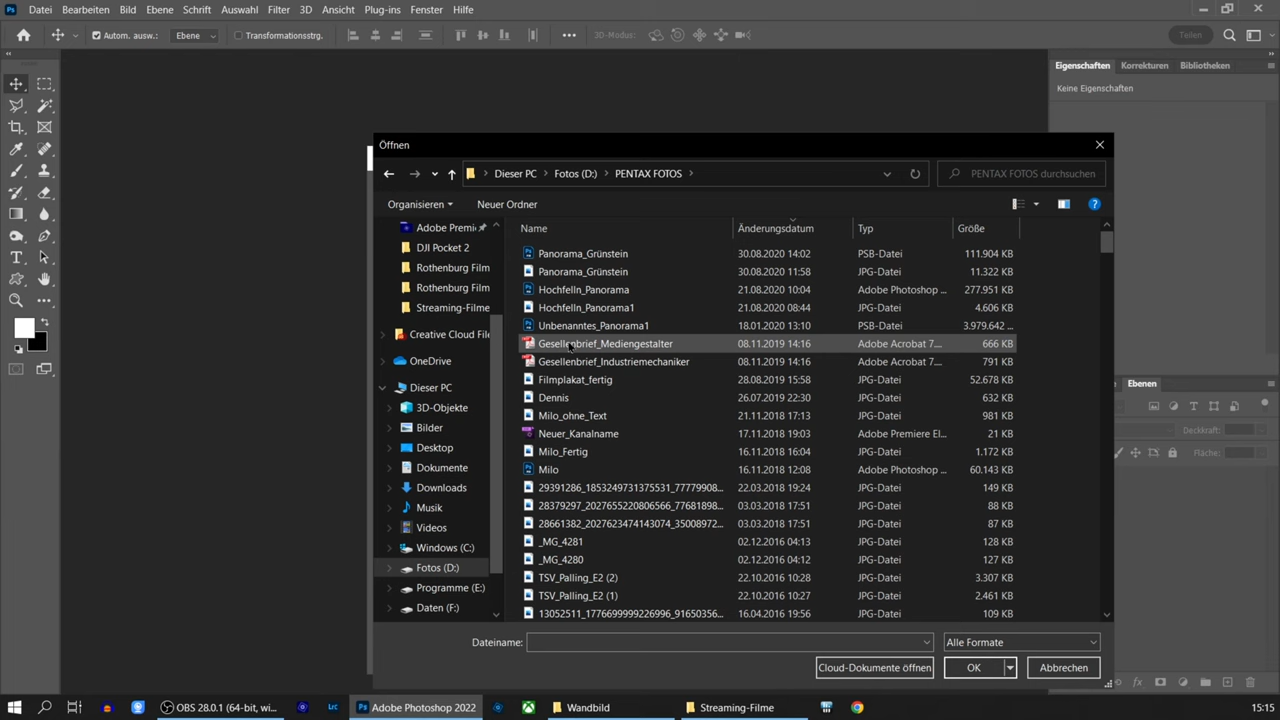 Ps Datei Bearbeiten Bild Ebene Schrift Auswahl Filter 3D Ansicht Plug-ins Fenster Hilfe
Autom. ausw.: Ebene Transformationsstrg. 3D-Modus: Teilen
Eigenschaften Korrekturen Bibliotheken
Keine Eigenschaften
Öffnen
Dieser PC Fotos (D:) PENTAX FOTOS PENTAX FOTOS durchsuchen
Organisieren Neuer Ordner
Name Änderungsdatum Typ Größe
Adobe Premi
DJI Pocket 2
Rothenburg Film
Rothenburg Film
Streaming-Filme
Creative Cloud File
OneDrive
Dieser PC
3D-Objekte
Bilder
Desktop
Dokumente
Downloads
Musik
Videos
Windows (C:)
Fotos (D:)
Programme (E:)
Daten (F:)
Panorama_Grünstein 30.08.2020 14:02 PSB-Datei 111.904 KB
Panorama_Grünstein 30.08.2020 11:58 JPG-Datei 11.322 KB
Hochfelln_Panorama 21.08.2020 10:04 Adobe Photoshop ... 277.951 KB
Hochfelln_Panorama1 21.08.2020 08:44 JPG-Datei 4.606 KB
Unbenanntes_Panorama1 18.01.2020 13:10 PSB-Datei 3.979.642 ...
Gesellenbrief_Mediengestalter 08.11.2019 14:16 Adobe Acrobat 7.... 666 KB
Gesellenbrief_Industriemechaniker 08.11.2019 14:16 Adobe Acrobat 7.... 791 KB
Filmplakat_fertig 28.08.2019 15:58 JPG-Datei 52.678 KB
Dennis 26.07.2019 22:30 JPG-Datei 632 KB
Milo_ohne_Text 21.11.2018 17:13 JPG-Datei 981 KB
Neuer_Kanalname 17.11.2018 19:03 Adobe Premiere El... 21 KB
Milo_Fertig 16.11.2018 12:51 JPG-Datei 1.172 KB
Milo 16.11.2018 12:08 Adobe Photoshop ... 60.143 KB
29391286_1853249731375531_77779908... 22.03.2018 19:24 JPG-Datei 149 KB
28379297_2027655220806566_77681898... 03.03.2018 17:51 JPG-Datei 88 KB
28661382_2027623474143074_35008972... 03.03.2018 17:51 JPG-Datei 87 KB
_MG_4281 02.12.2016 04:13 JPG-Datei 128 KB
_MG_4280 02.12.2016 04:12 JPG-Datei 127 KB
TSV_Palling_E2 (2) 22.10.2016 10:28 JPG-Datei 3.307 KB
TSV_Palling_E2 (1) 22.10.2016 10:27 JPG-Datei 2.461 KB
13052511_1776699999226996_91650356... 16.04.2016 19:56 JPG-Datei 109 KB
Dateiname: Alle Formate
Cloud-Dokumente öffnen OK Abbrechen
Ebenen
Deckkraft:
Fläche:
OBS 28.0.1 (64-bit, wi... Lrc Ps Adobe Photoshop 2022 Wandbild Streaming-Filme 15:15